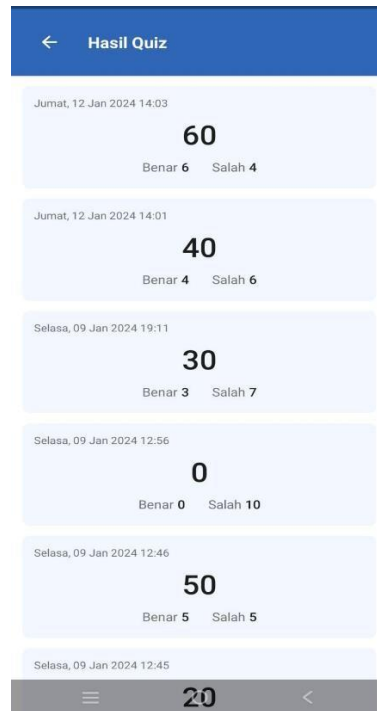 Hasil Quiz
Jumat, 12 Jan 2024 14:03
60
Benar 6 Salah 4
Jumat, 12 Jan 2024 14:01
40
Benar 4 Salah 6
Selasa, 09 Jan 2024 19:11
30
Benar 3 Salah 7
Selasa, 09 Jan 2024 12:56
0
Benar 0 Salah 10
Selasa, 09 Jan 2024 12:46
50
Benar 5 Salah 5
Selasa, 09 Jan 2024 12:45
20